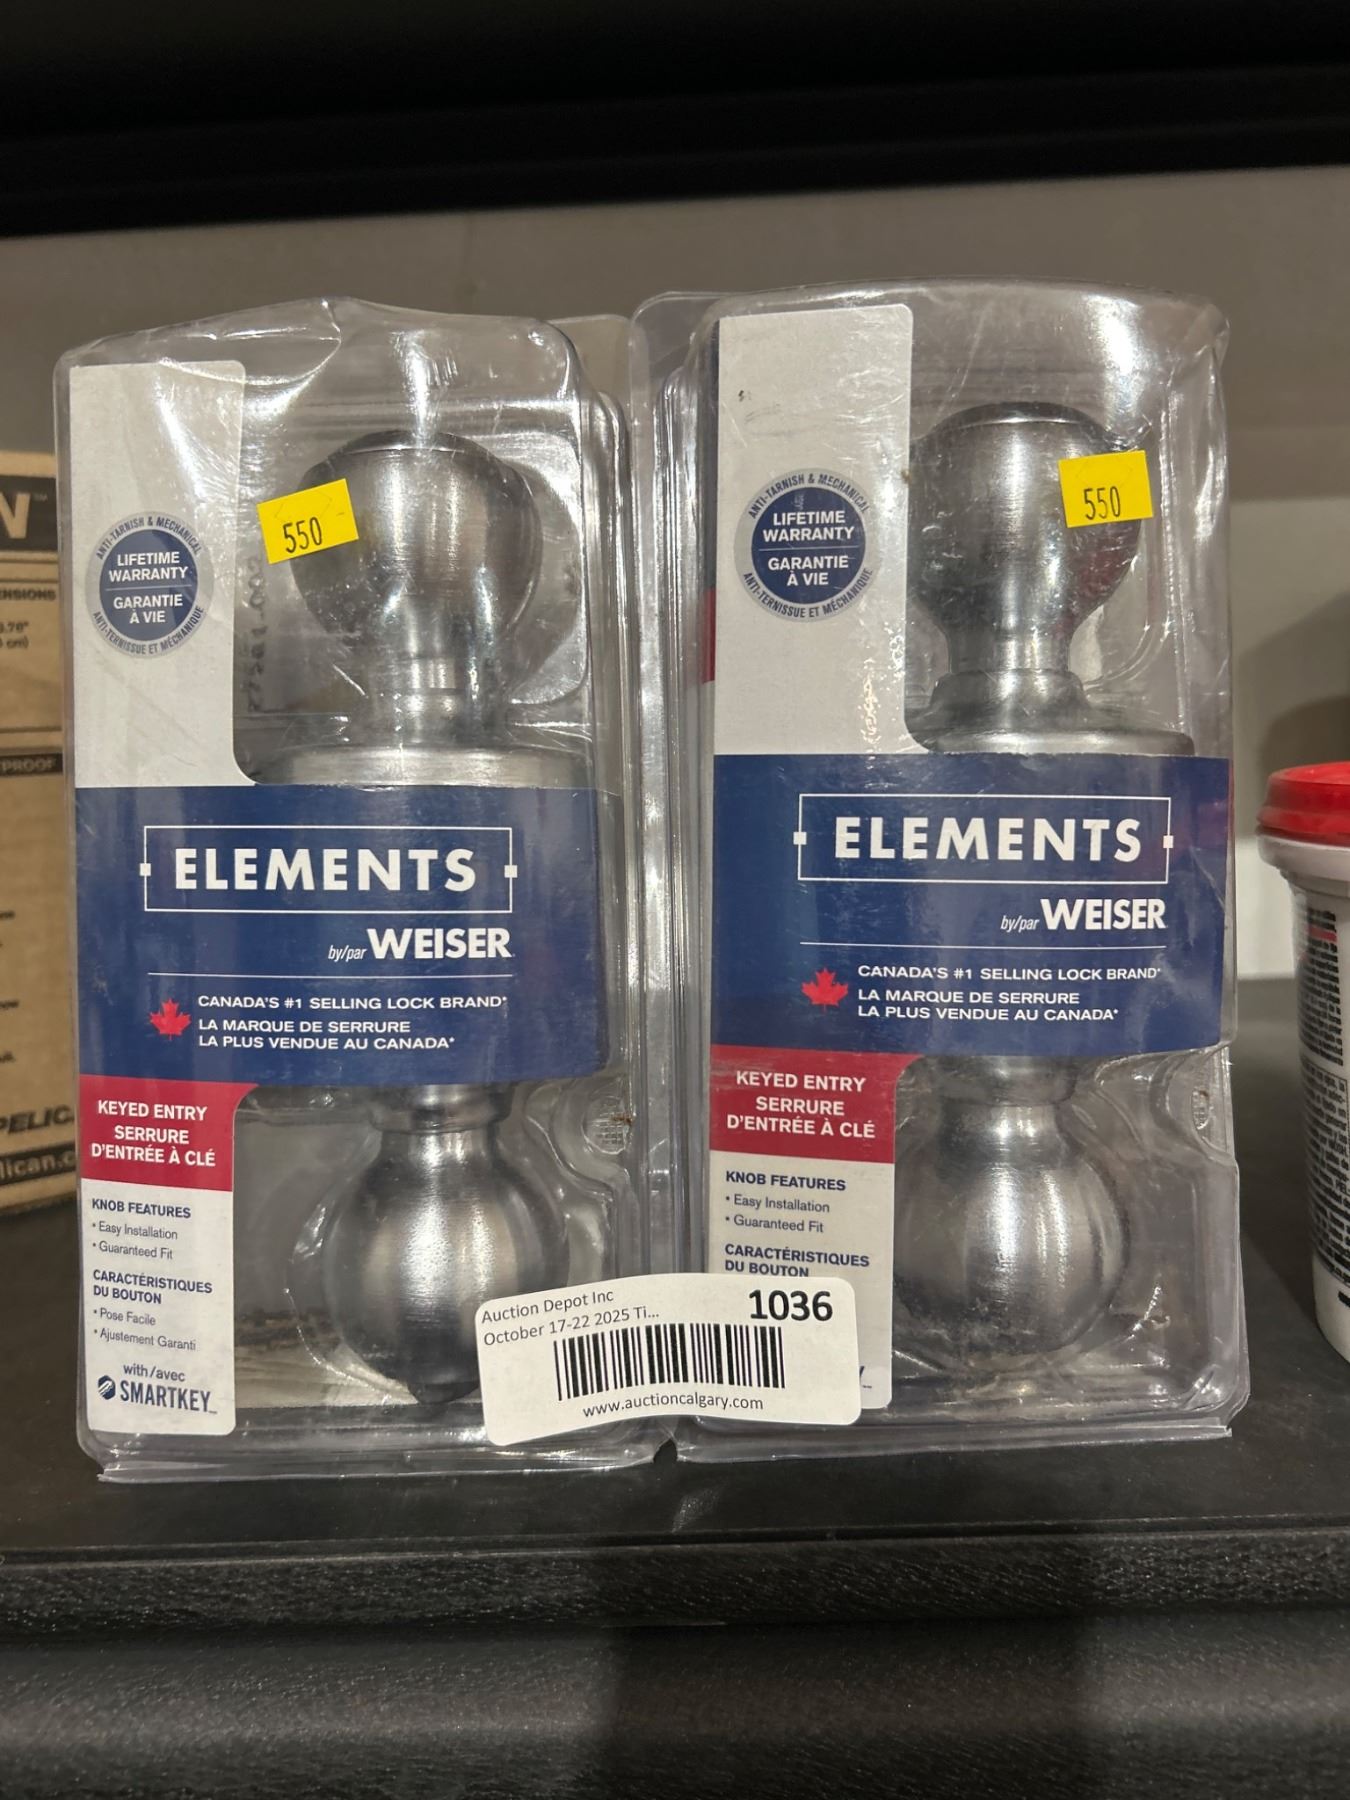 550
LIFETIME
WARRANTY
GARANTIE
À VIE
ANTI-TARNISH & MECHANICAL
ANTI-TERNISSUE ET MÉCHANIQUE
ELEMENTS
by/par WEISER
CANADA'S #1 SELLING LOCK BRAND*
LA MARQUE DE SERRURE
LA PLUS VENDUE AU CANADA*
KEYED ENTRY
SERRURE
D'ENTRÉE À CLÉ
KNOB FEATURES
• Easy Installation
• Guaranteed Fit
CARACTÉRISTIQUES
DU BOUTON
• Pose Facile
• Ajustement Garanti
with/avec
SMARTKEY
550
ANTI-TARNISH & MECHANICAL
LIFETIME
WARRANTY
GARANTIE
À VIE
ANTI-TERNISSUE ET MÉCHANIQUE
ELEMENTS
by/par WEISER
CANADA'S #1 SELLING LOCK BRAND*
LA MARQUE DE SERRURE
LA PLUS VENDUE AU CANADA*
KEYED ENTRY
SERRURE
D'ENTRÉE À CLÉ
KNOB FEATURES
• Easy Installation
• Guaranteed Fit
CARACTÉRISTIQUES
DU BOUTON
Auction Depot Inc
October 17-22 2025 Ti...
1036
www.auctioncalgary.com